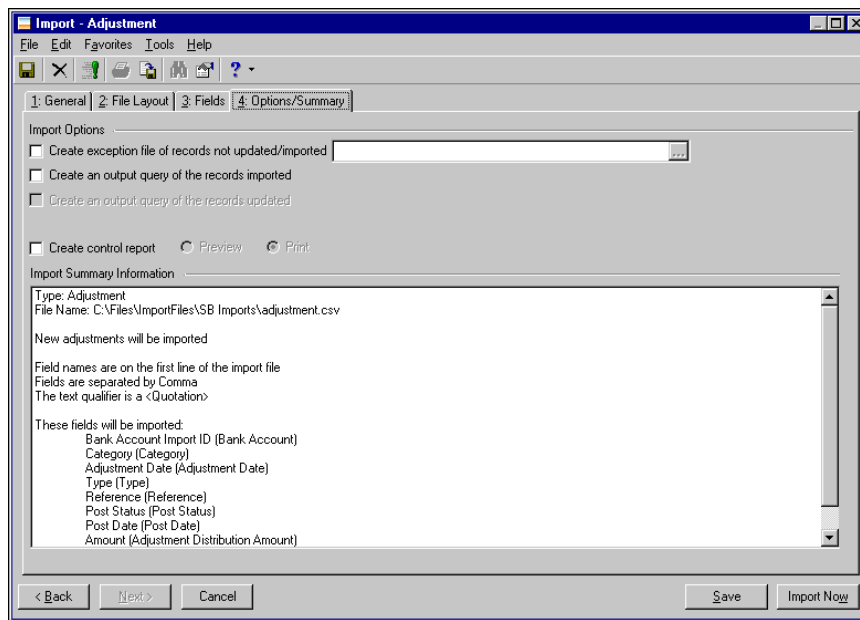 Import - Adjustment
File Edit Favorites Tools Help
?
1: General 2: File Layout 3: Fields 4: Options/Summary
Import Options
Create exception file of records not updated/imported ...
Create an output query of the records imported
Create an output query of the records updated
Create control report Preview Print
Import Summary Information
Type: Adjustment
File Name: C:\Files\ImportFiles\SB Imports\adjustment.csv
New adjustments will be imported
Field names are on the first line of the import file
Fields are separated by Comma
The text qualifier is a <Quotation>
These fields will be imported:
Bank Account Import ID (Bank Account)
Category (Category)
Adjustment Date (Adjustment Date)
Type (Type)
Reference (Reference)
Post Status (Post Status)
Post Date (Post Date)
Amount (Adjustment Distribution Amount)
< Back Next > Cancel Save Import Now